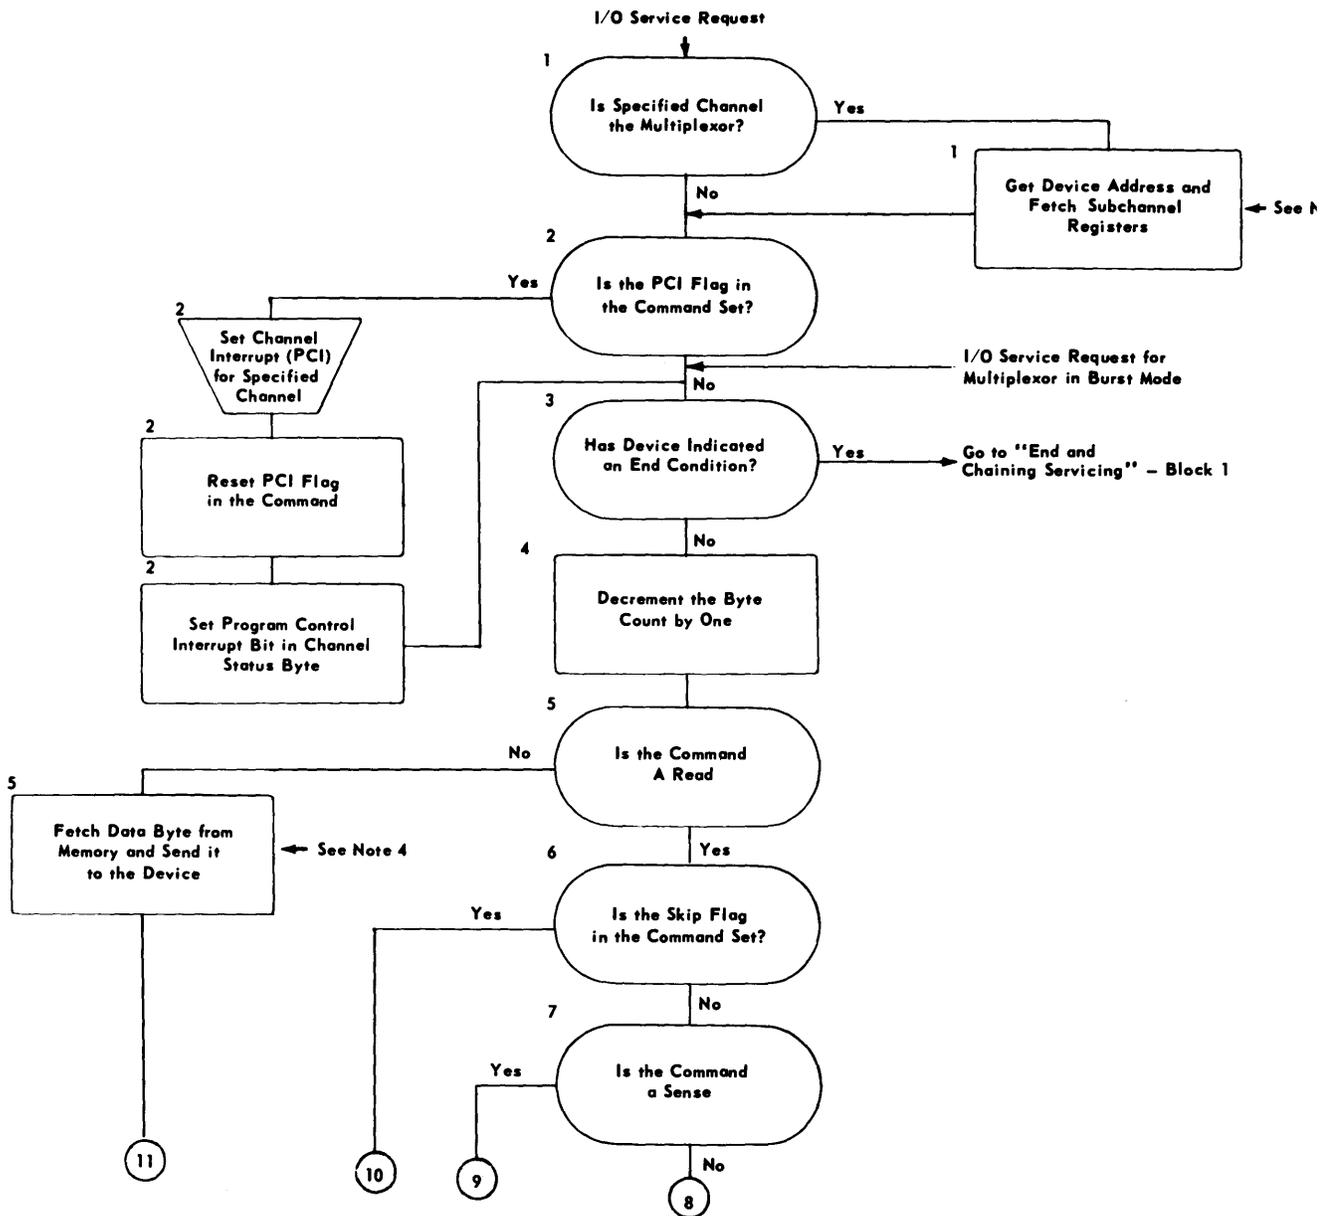 I/O Service Request
1
Is Specified Channel
the Multiplexor?
Yes
1
Get Device Address and
Fetch Subchannel
Registers
See
No
2
Is the PCI Flag in
the Command Set?
Yes
2
Set Channel
Interrupt (PCI)
for Specified
Channel
I/O Service Request for
Multiplexor in Burst Mode
No
3
Has Device Indicated
an End Condition?
Yes
Go to "End and
Chaining Servicing" – Block 1
2
Reset PCI Flag
in the Command
No
4
Decrement the Byte
Count by One
2
Set Program Control
Interrupt Bit in Channel
Status Byte
5
Is the Command
A Read
No
5
Fetch Data Byte from
Memory and Send it
to the Device
See Note 4
Yes
6
Is the Skip Flag
in the Command Set?
Yes
No
7
Is the Command
a Sense
Yes
No
11
10
9
8